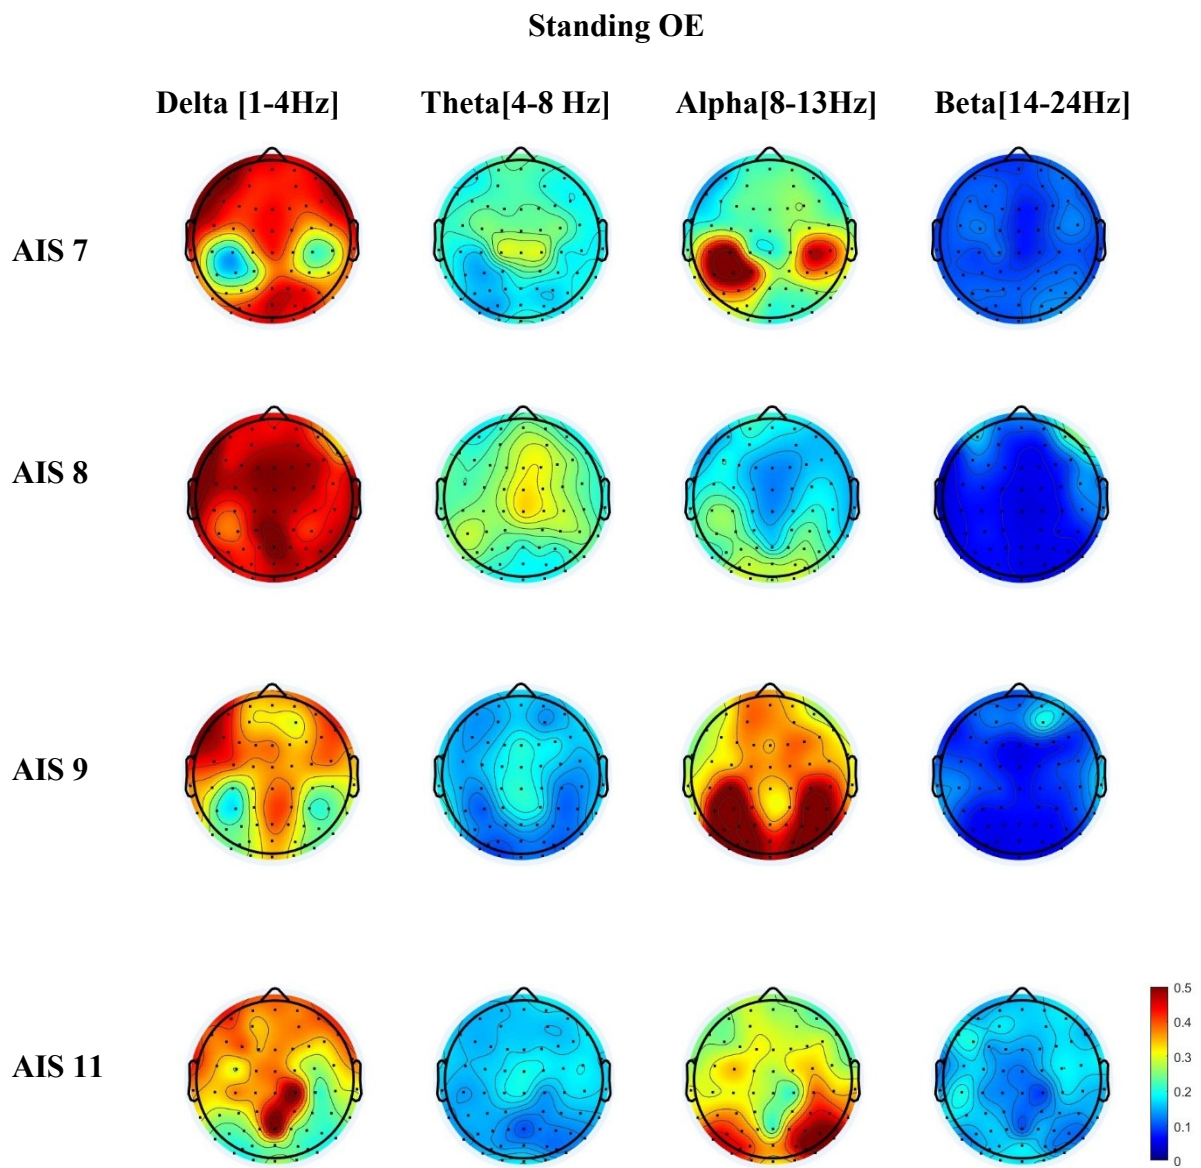 Standing OE
Delta [1-4Hz] Theta[4-8 Hz] Alpha[8-13Hz] Beta[14-24Hz]
AIS 7
AIS 8
AIS 9
AIS 11
0.5
0.4
0.3
0.2
0.1
0